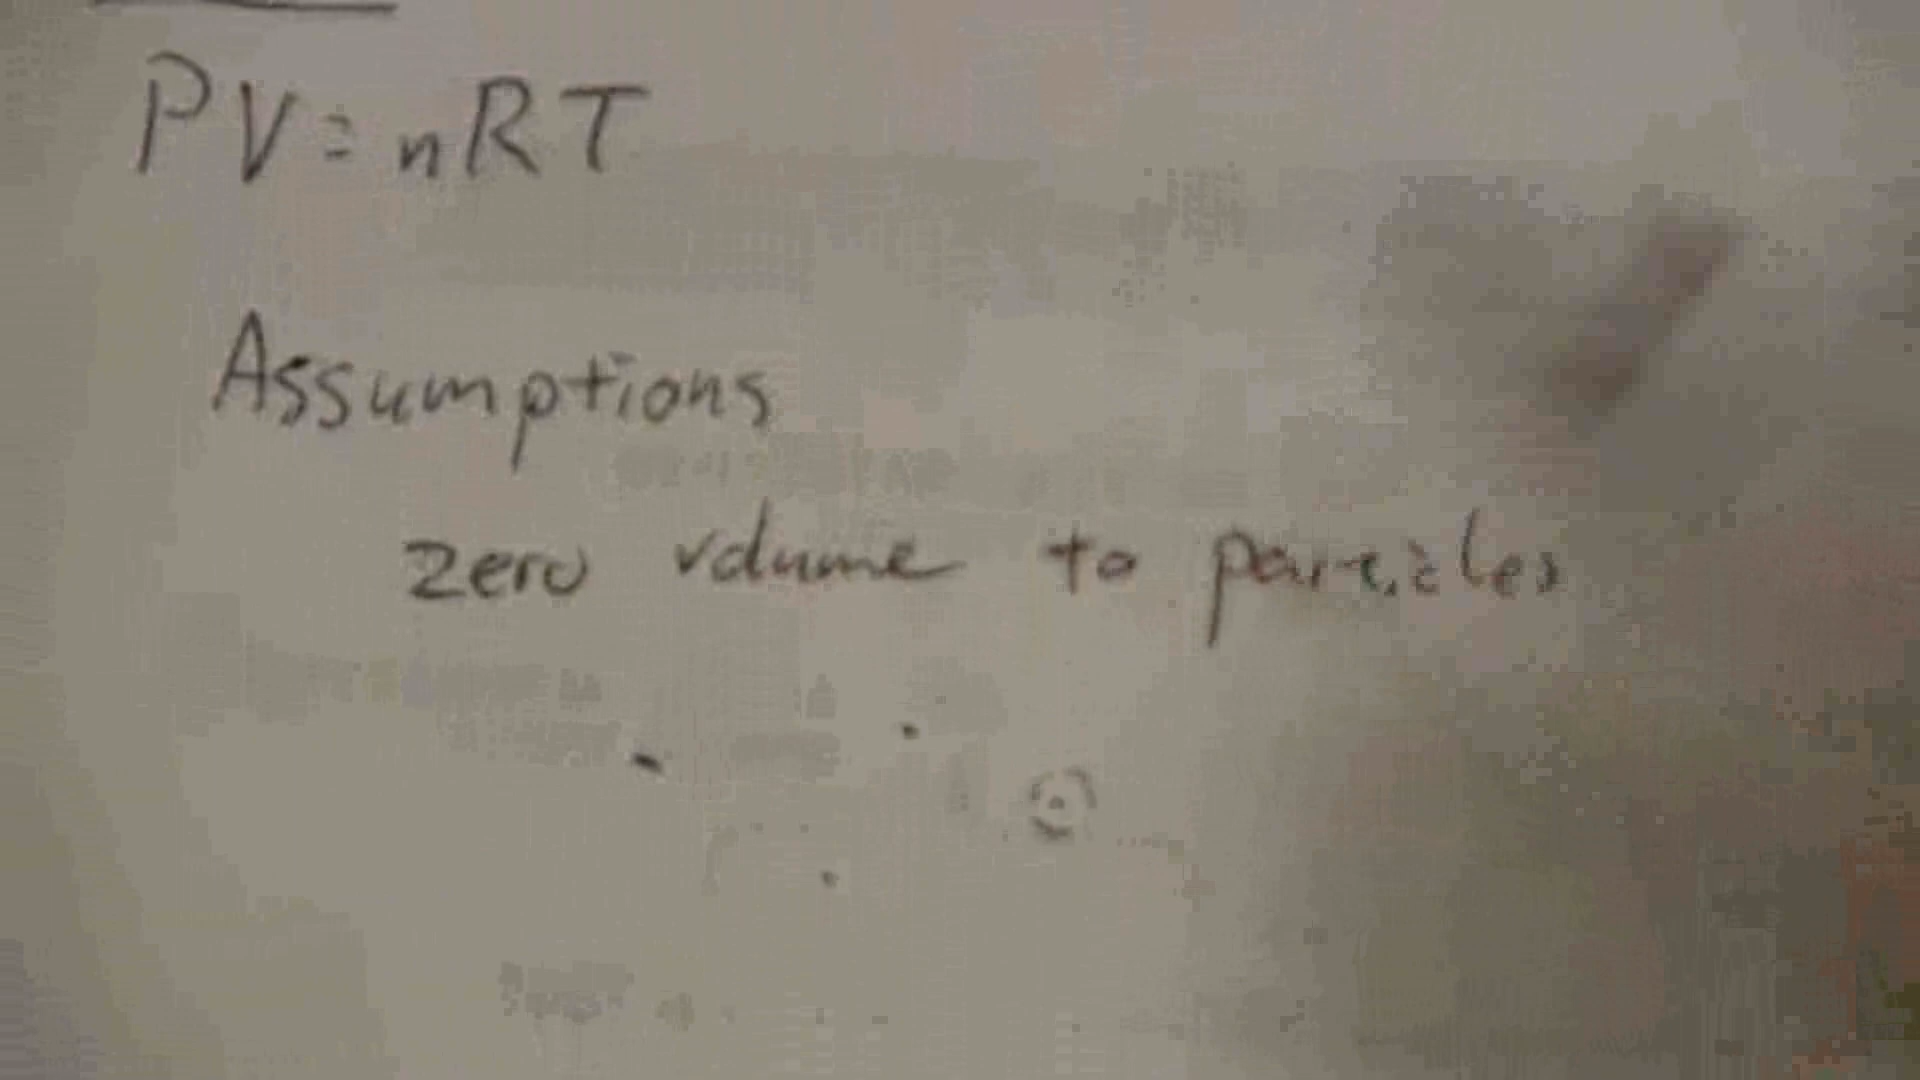 PV = nRT
Assumptions
zero volume to particles